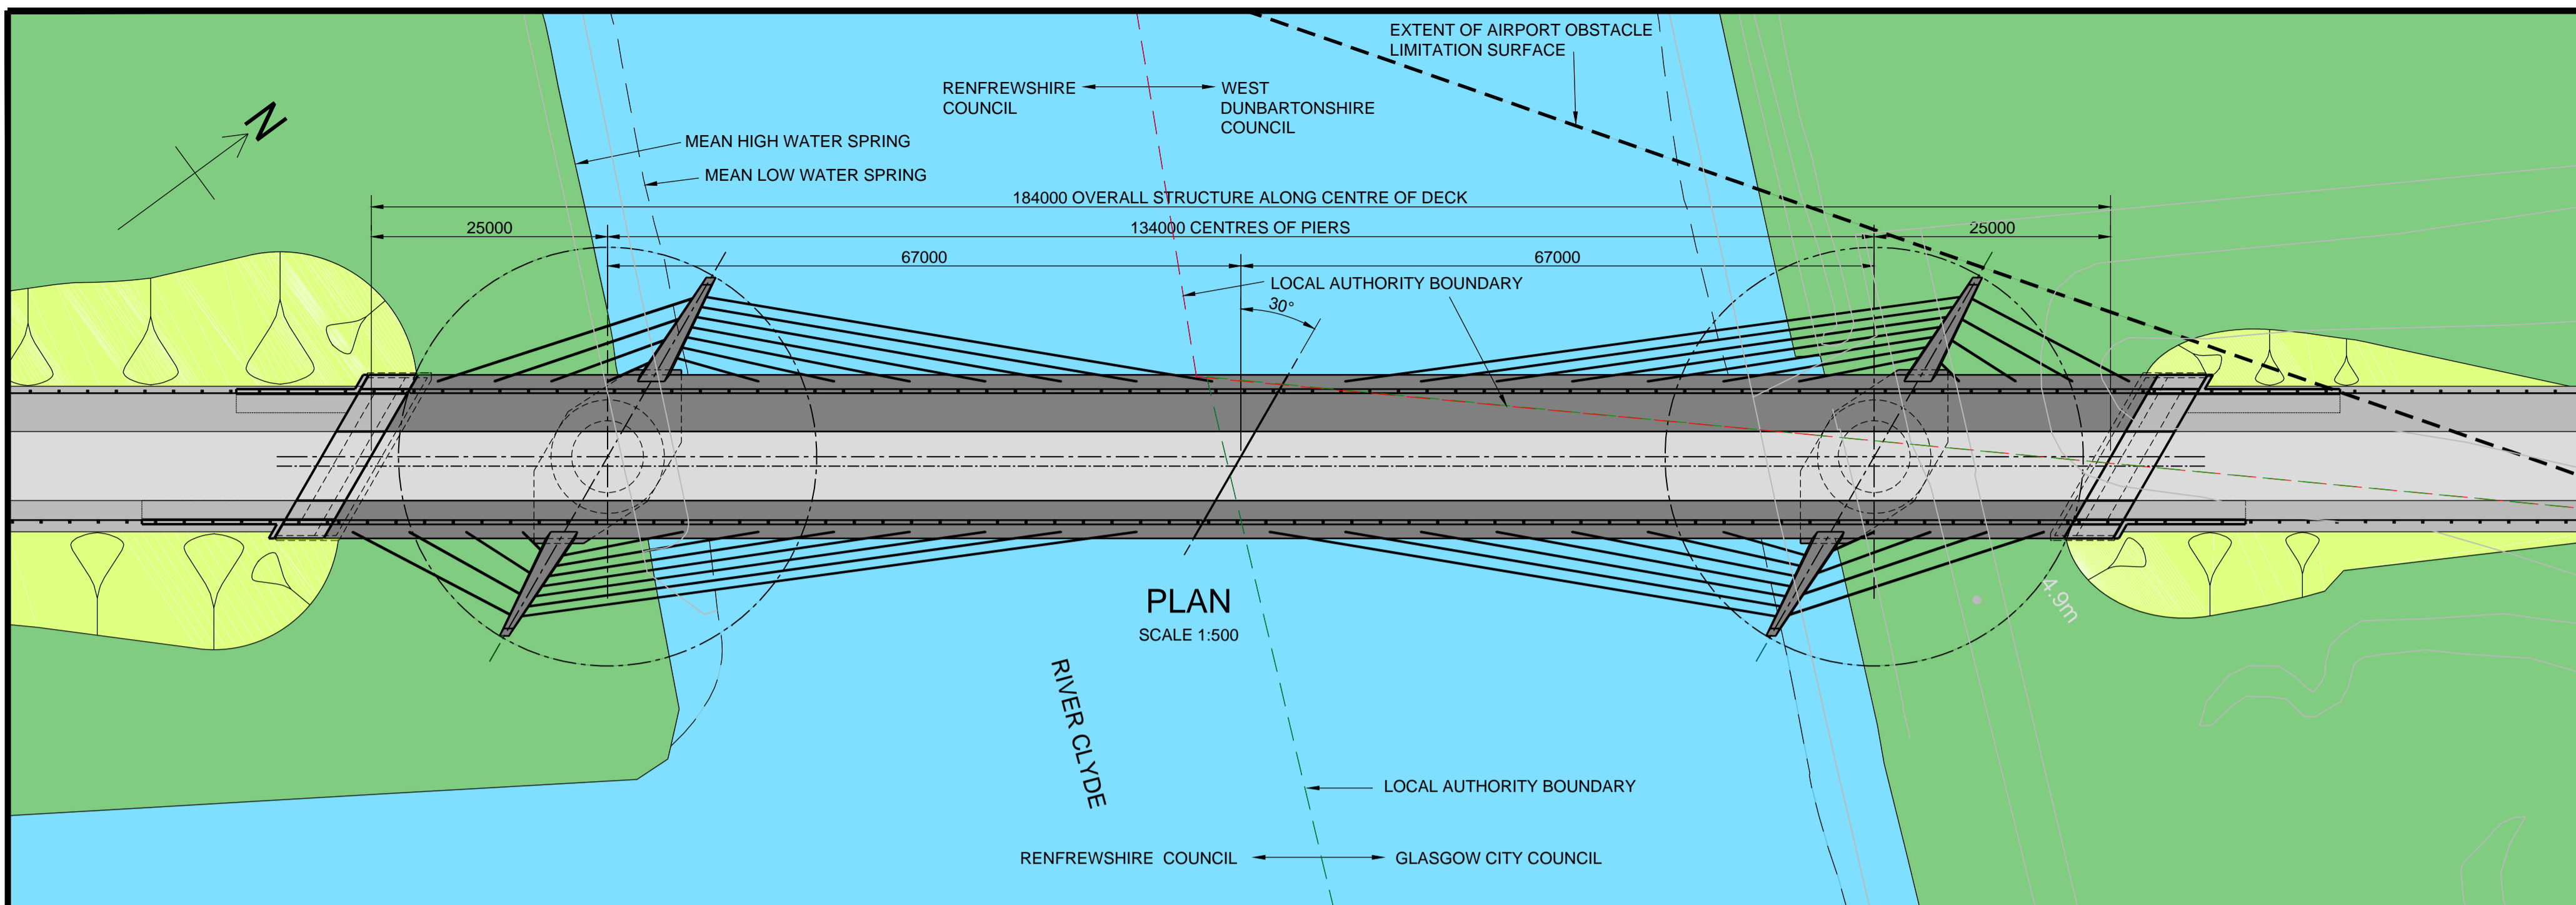 EXTENT OF AIRPORT OBSTACLE
LIMITATION SURFACE
RENFREWSHIRE
COUNCIL
WEST
DUNBARTONSHIRE
COUNCIL
N
MEAN HIGH WATER SPRING
MEAN LOW WATER SPRING
184000 OVERALL STRUCTURE ALONG CENTRE OF DECK
25000
134000 CENTRES OF PIERS
25000
67000
67000
LOCAL AUTHORITY BOUNDARY
30°
PLAN
SCALE 1:500
4.9m
RIVER CLYDE
LOCAL AUTHORITY BOUNDARY
RENFREWSHIRE COUNCIL
GLASGOW CITY COUNCIL